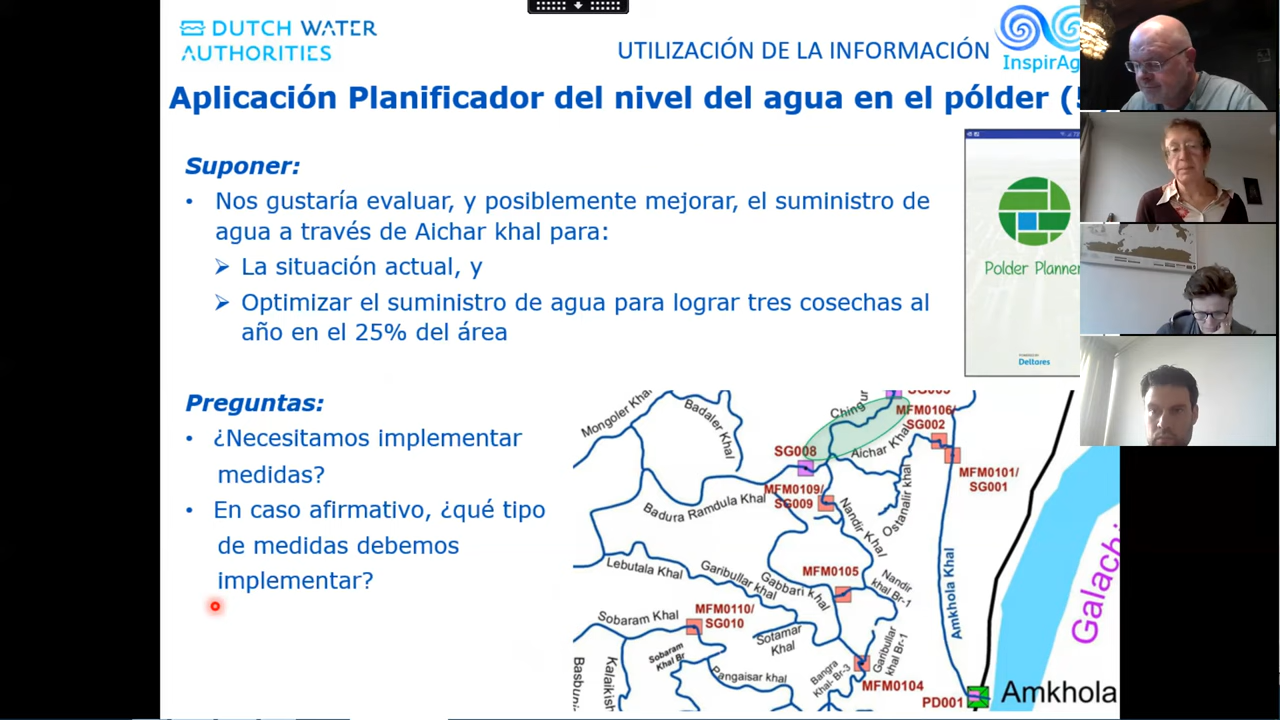 DUTCH WATER
AUTHORITIES
UTILIZACIÓN DE LA INFORMACIÓN
Aplicación Planificador del nivel del agua en el pólder
Suponer:
• Nos gustaría evaluar, y posiblemente mejorar, el suministro de
agua a través de Aichar khal para:
➢ La situación actual, y
➢ Optimizar el suministro de agua para lograr tres cosechas al
año en el 25% del área
Polder Planner
POWERED BY
Deltares
Preguntas:
• ¿Necesitamos implementar
medidas?
• En caso afirmativo, ¿qué tipo
de medidas debemos
implementar?
Mongoler Khal
Badaler Khal
Chingur
MFM0106/
SG002
SG008
Aichar Khal
MFM0101/
SG001
MFM0109/
SG009
Badura Ramdula Khal
Nandir Khal
Ostanalir khal
Lebutala Khal
Garibullar khal
Gabbari khal
MFM0105
Nandir
khal Br-1
Amkhola Khal
Sobaram Khal
MFM0110/
SG010
Sobaram
Khal Br
Sotamar
Khal
Garibullar
khal Br-1
Pangaisar khal
Bangra
Khal- Br-3
MFM0104
PD001
Amkhola